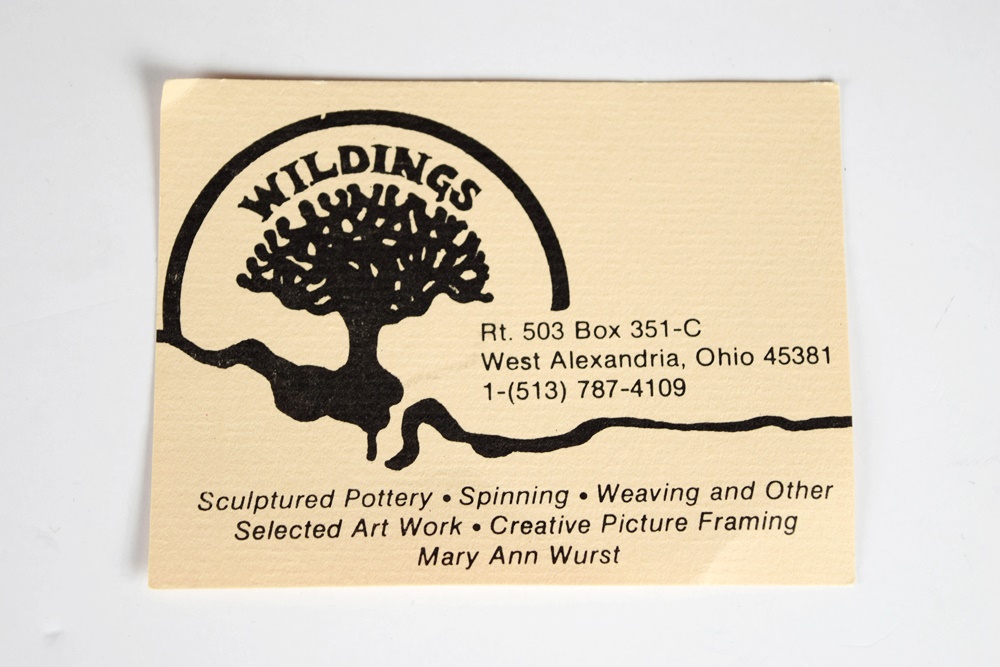 WILDINGS
Rt. 503 Box 351-C
West Alexandria, Ohio 45381
1-(513) 787-4109
Sculptured Pottery • Spinning • Weaving and Other
Selected Art Work • Creative Picture Framing
Mary Ann Wurst